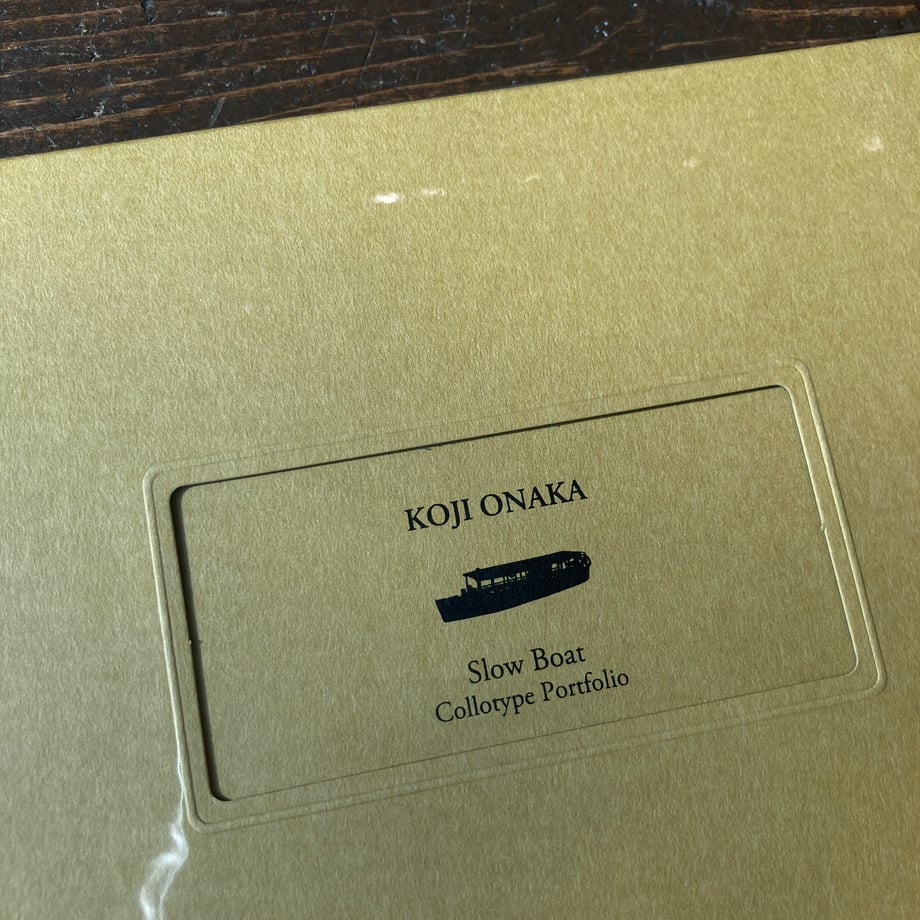 KOJI ONAKA
Slow Boat
Collotype Portfolio